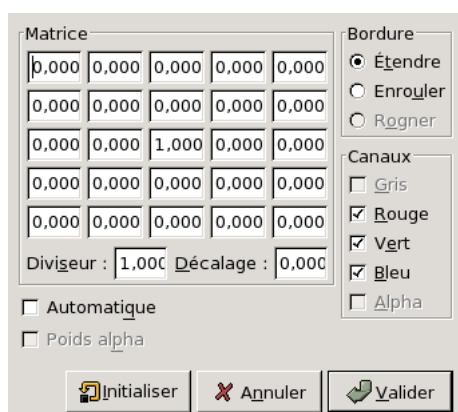 Matrice
0,000 0,000 0,000 0,000 0,000
0,000 0,000 0,000 0,000 0,000
0,000 0,000 1,000 0,000 0,000
0,000 0,000 0,000 0,000 0,000
0,000 0,000 0,000 0,000 0,000
Diviseur : 1,000 Décalage : 0,000
Automatique
Poids alpha
Bordure
Étendre
Enrouler
Rogner
Canaux
Gris
Rouge
Vert
Bleu
Alpha
Initialiser Annuler Valider